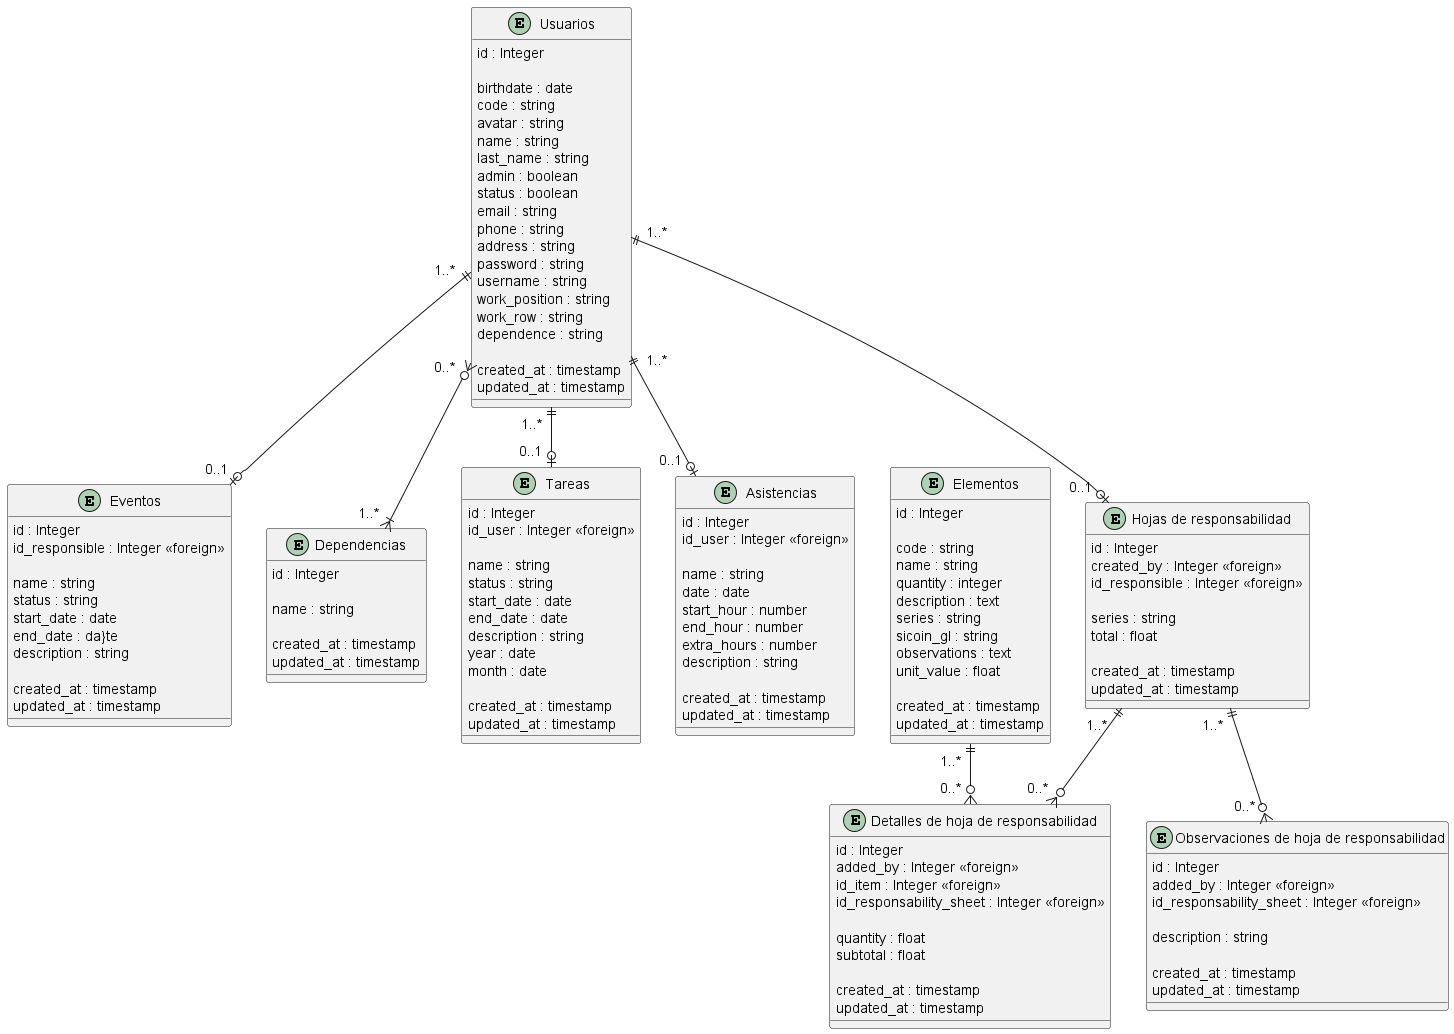 E Usuarios
id : Integer
birthdate : date
code : string
avatar : string
name : string
last_name : string
admin : boolean
status : boolean
email : string
phone : string
address : string
password : string
username : string
work_position : string
work_row : string
dependence : string
created_at : timestamp
updated_at : timestamp
1..*
1..*
0..*
1..*
1..*
0..1
1..*
0..1
0..1
0..1
E Eventos
id : Integer
id_responsible : Integer «foreign»
name : string
status : string
start_date : date
end_date : da}te
description : string
created_at : timestamp
updated_at : timestamp
E Dependencias
id : Integer
name : string
created_at : timestamp
updated_at : timestamp
E Tareas
id : Integer
id_user : Integer «foreign»
name : string
status : string
start_date : date
end_date : date
description : string
year : date
month : date
created_at : timestamp
updated_at : timestamp
E Asistencias
id : Integer
id_user : Integer «foreign»
name : string
date : date
start_hour : number
end_hour : number
extra_hours : number
description : string
created_at : timestamp
updated_at : timestamp
E Elementos
id : Integer
code : string
name : string
quantity : integer
description : text
series : string
sicoin_gl : string
observations : text
unit_value : float
created_at : timestamp
updated_at : timestamp
E Hojas de responsabilidad
id : Integer
created_by : Integer «foreign»
id_responsible : Integer «foreign»
series : string
total : float
created_at : timestamp
updated_at : timestamp
1..*
1..*
1..*
0..*
0..*
0..*
E Detalles de hoja de responsabilidad
id : Integer
added_by : Integer «foreign»
id_item : Integer «foreign»
id_responsability_sheet : Integer «foreign»
quantity : float
subtotal : float
created_at : timestamp
updated_at : timestamp
E Observaciones de hoja de responsabilidad
id : Integer
added_by : Integer «foreign»
id_responsability_sheet : Integer «foreign»
description : string
created_at : timestamp
updated_at : timestamp